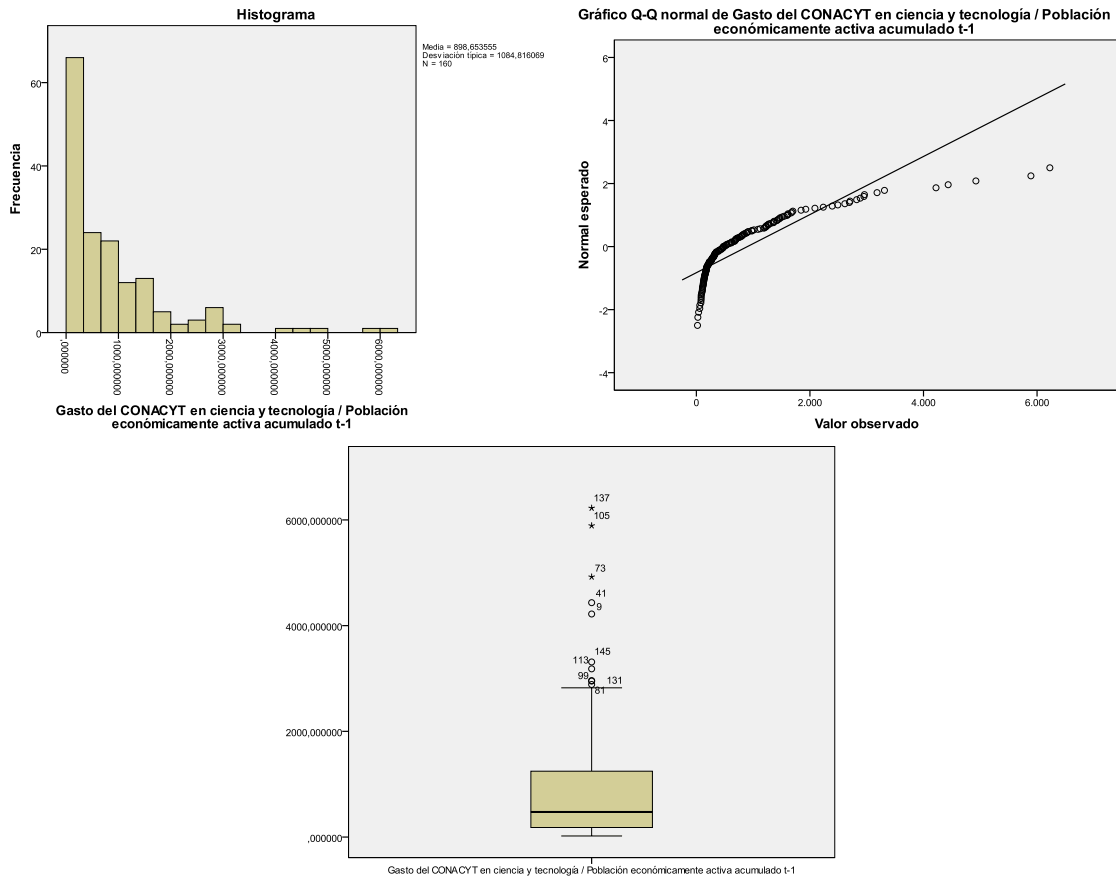 Histograma
Media = 898,653555
Desviación típica = 1084,816069
N = 160
Frecuencia
60
40
20
0
,000000
1000,000000
2000,000000
3000,000000
4000,000000
5000,000000
6000,000000
Gasto del CONACYT en ciencia y tecnología / Población
económicamente activa acumulado t-1
Gráfico Q-Q normal de Gasto del CONACYT en ciencia y tecnología / Población
económicamente activa acumulado t-1
Normal esperado
6
4
2
0
-2
-4
0
2.000
4.000
6.000
Valor observado
6000,000000
4000,000000
2000,000000
,000000
137
105
73
41
9
145
113
99
131
81
Gasto del CONACYT en ciencia y tecnología / Población económicamente activa acumulado t-1